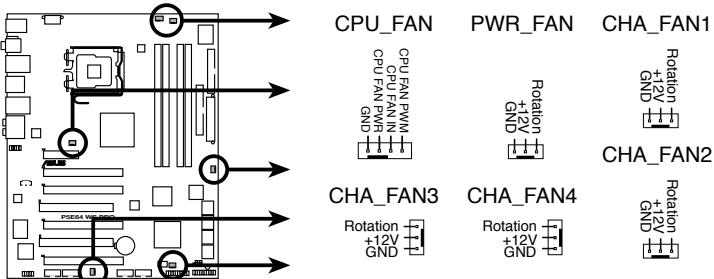 CPU_FAN
PWR_FAN
CHA_FAN1
GND
CPU FAN PWR
CPU FAN IN
CPU FAN PWM
GND
+12V
Rotation
GND
+12V
Rotation
CHA_FAN2
GND
+12V
Rotation
CHA_FAN3
Rotation
+12V
GND
CHA_FAN4
Rotation
+12V
GND
ASUS
P5E64 WS PRO